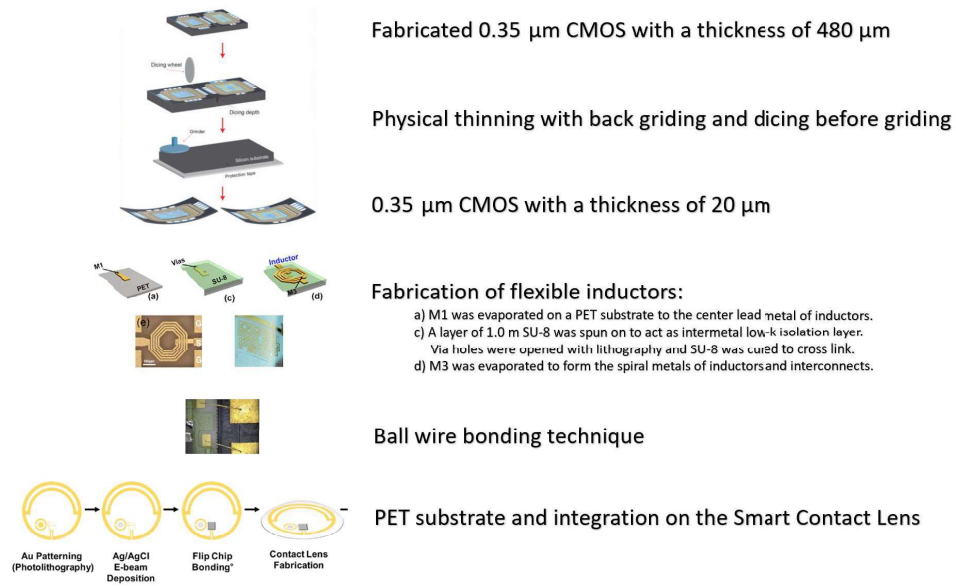 Fabricated 0.35 µm CMOS with a thickness of 480 µm
Dicing wheel
Dicing depth
Physical thinning with back griding and dicing before griding
Grinder
Silicon substrate
Protection tape
0.35 µm CMOS with a thickness of 20 µm
M1
PET
(a)
Vias
SU-8
(c)
Inductor
M3
(d)
Fabrication of flexible inductors:
a) M1 was evaporated on a PET substrate to the center lead metal of inductors.
c) A layer of 1.0 m SU-8 was spun on to act as intermetal low-k isolation layer.
Via holes were opened with lithography and SU-8 was cured to cross link.
d) M3 was evaporated to form the spiral metals of inductors and interconnects.
(e)
G
S
G
Ball wire bonding technique
PET substrate and integration on the Smart Contact Lens
Au Patterning
(Photolithography)
Ag/AgCl
E-beam
Deposition
Flip Chip
Bonding*
Contact Lens
Fabrication